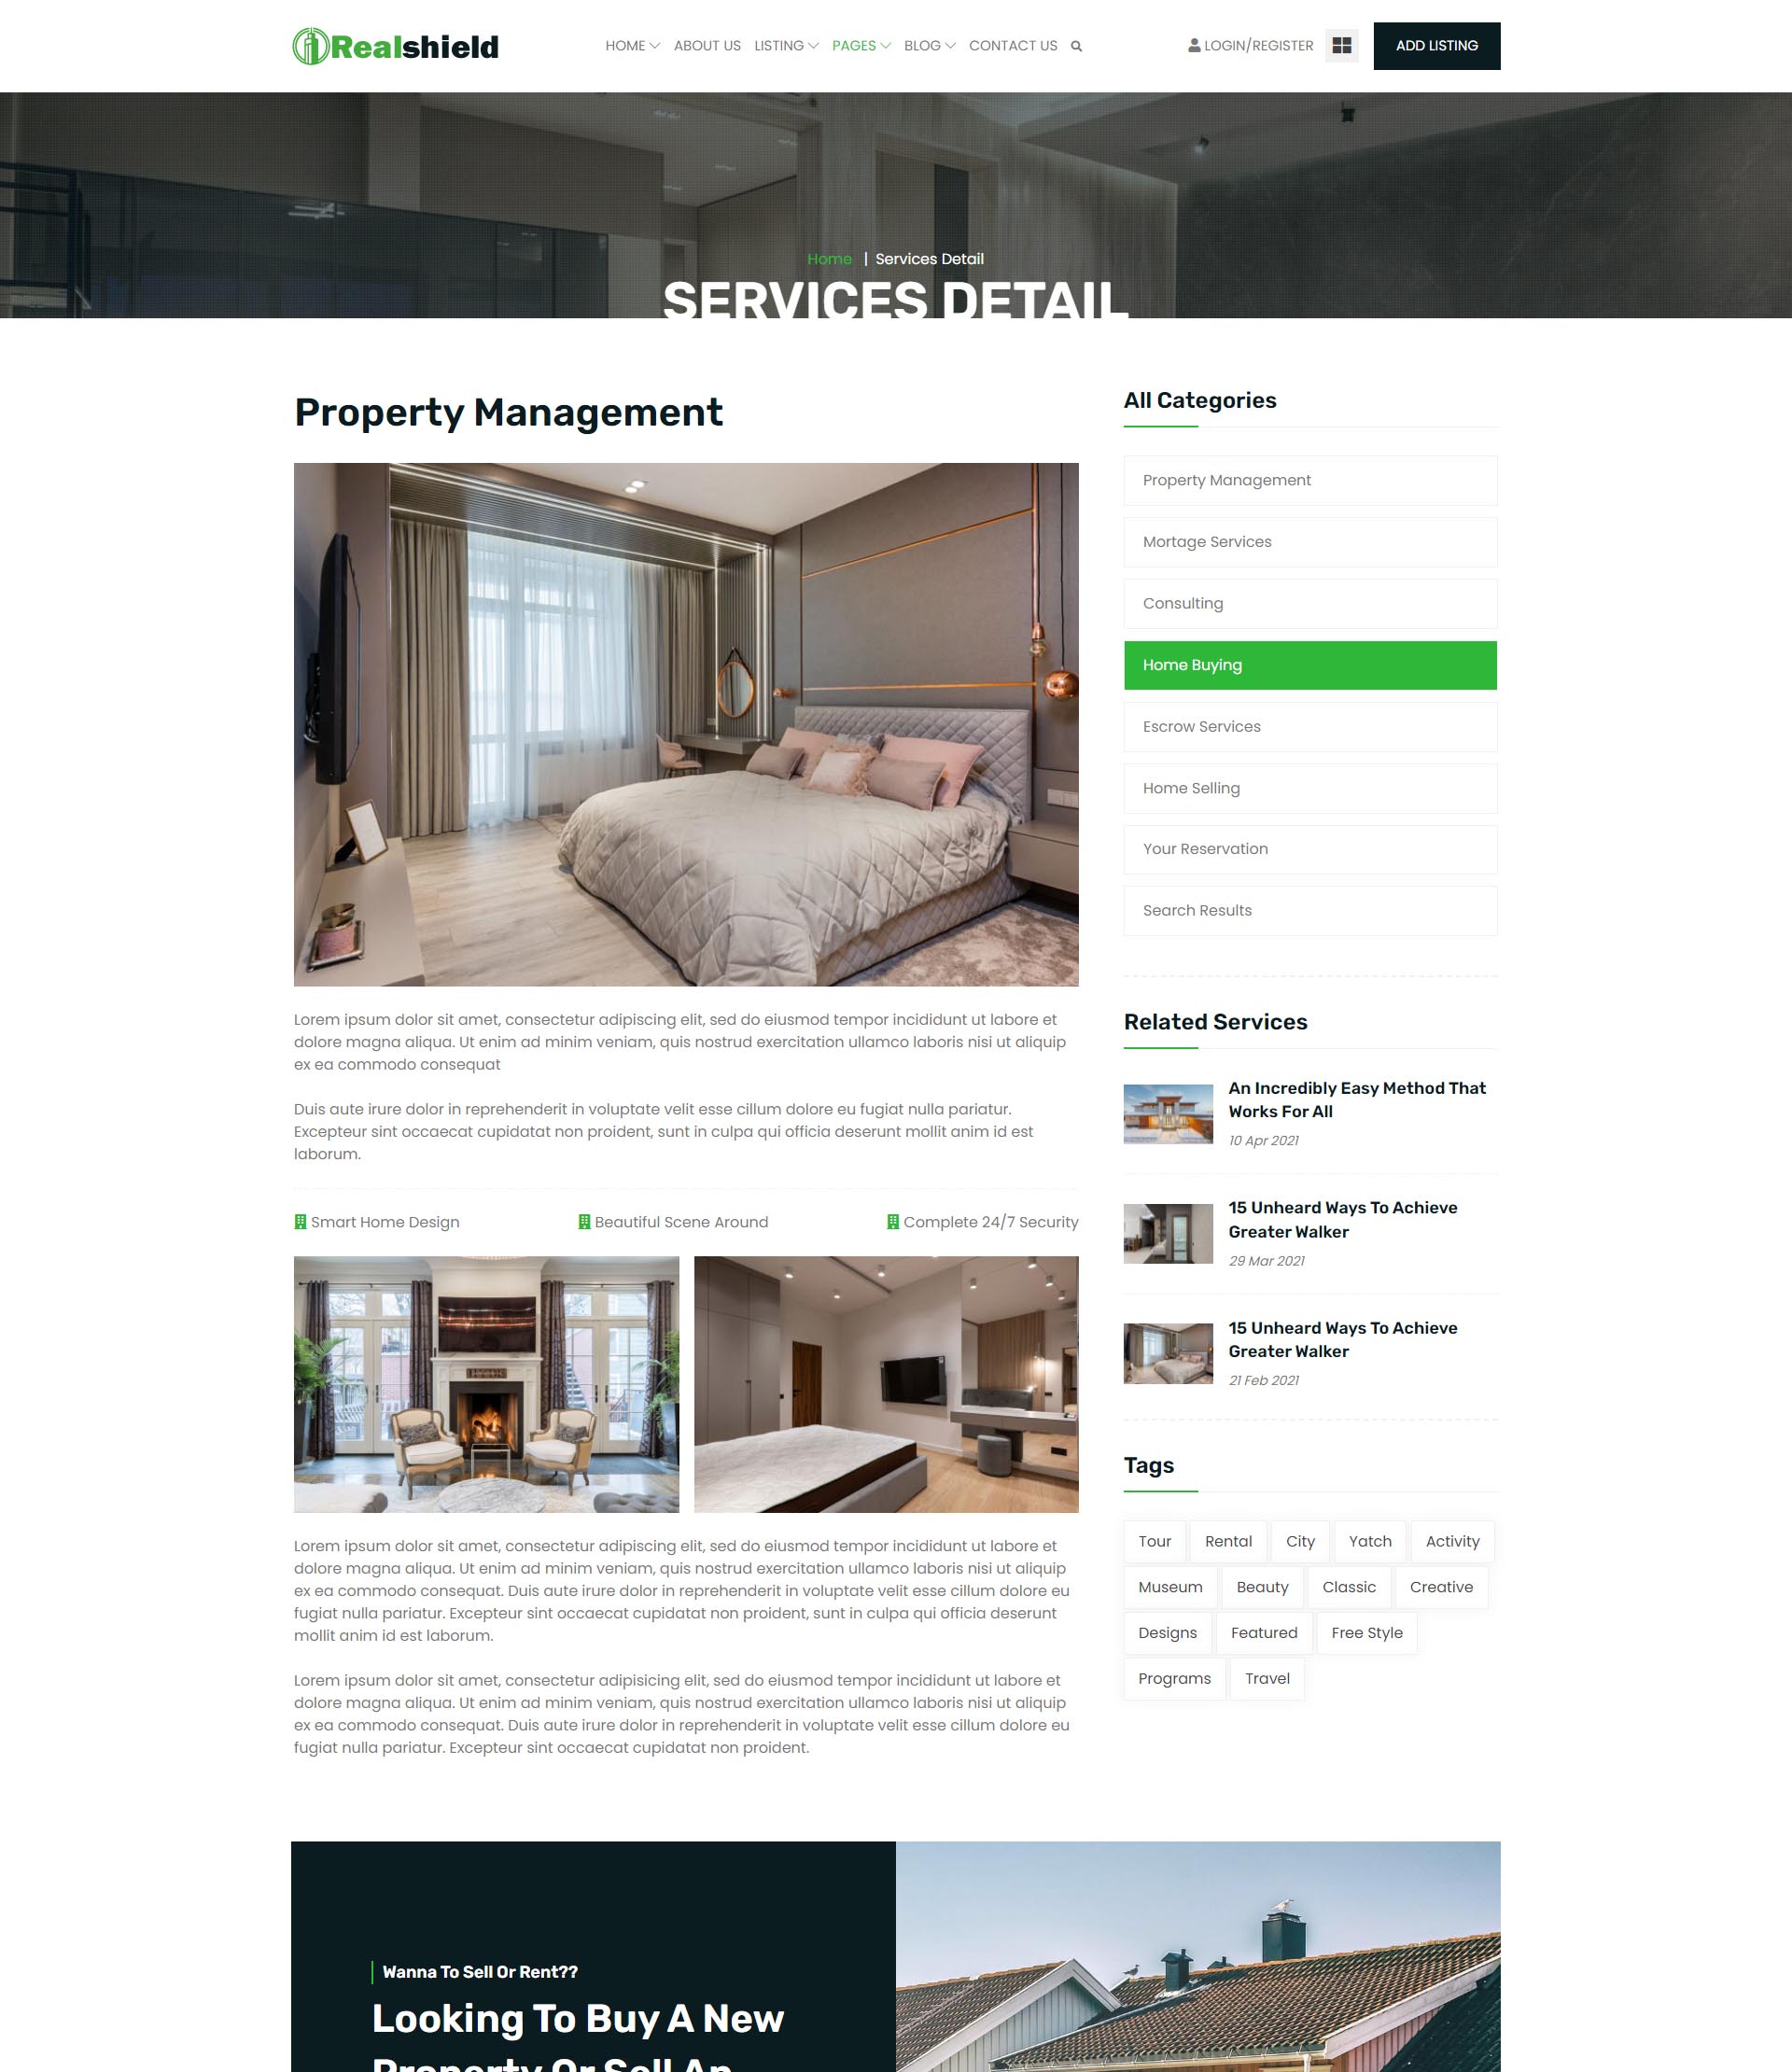 Realshield
HOME ABOUT US LISTING PAGES BLOG CONTACT US
LOGIN/REGISTER
ADD LISTING
Home | Services Detail
SERVICES DETAIL
Property Management
Lorem ipsum dolor sit amet, consectetur adipiscing elit, sed do eiusmod tempor incididunt ut labore et
dolore magna aliqua. Ut enim ad minim veniam, quis nostrud exercitation ullamco laboris nisi ut aliquip
ex ea commodo consequat
Duis aute irure dolor in reprehenderit in voluptate velit esse cillum dolore eu fugiat nulla pariatur.
Excepteur sint occaecat cupidatat non proident, sunt in culpa qui officia deserunt mollit anim id est
laborum.
Smart Home Design
Beautiful Scene Around
Complete 24/7 Security
Lorem ipsum dolor sit amet, consectetur adipiscing elit, sed do eiusmod tempor incididunt ut labore et
dolore magna aliqua. Ut enim ad minim veniam, quis nostrud exercitation ullamco laboris nisi ut aliquip
ex ea commodo consequat. Duis aute irure dolor in reprehenderit in voluptate velit esse cillum dolore eu
fugiat nulla pariatur. Excepteur sint occaecat cupidatat non proident, sunt in culpa qui officia deserunt
mollit anim id est laborum.
Lorem ipsum dolor sit amet, consectetur adipisicing elit, sed do eiusmod tempor incididunt ut labore et
dolore magna aliqua. Ut enim ad minim veniam, quis nostrud exercitation ullamco laboris nisi ut aliquip
ex ea commodo consequat. Duis aute irure dolor in reprehenderit in voluptate velit esse cillum dolore eu
fugiat nulla pariatur. Excepteur sint occaecat cupidatat non proident.
All Categories
Property Management
Mortage Services
Consulting
Home Buying
Escrow Services
Home Selling
Your Reservation
Search Results
Related Services
An Incredibly Easy Method That
Works For All
10 Apr 2021
15 Unheard Ways To Achieve
Greater Walker
29 Mar 2021
15 Unheard Ways To Achieve
Greater Walker
21 Feb 2021
Tags
Tour Rental City Yatch Activity
Museum Beauty Classic Creative
Designs Featured Free Style
Programs Travel
Wanna To Sell Or Rent??
Looking To Buy A New
Property Or Sell An